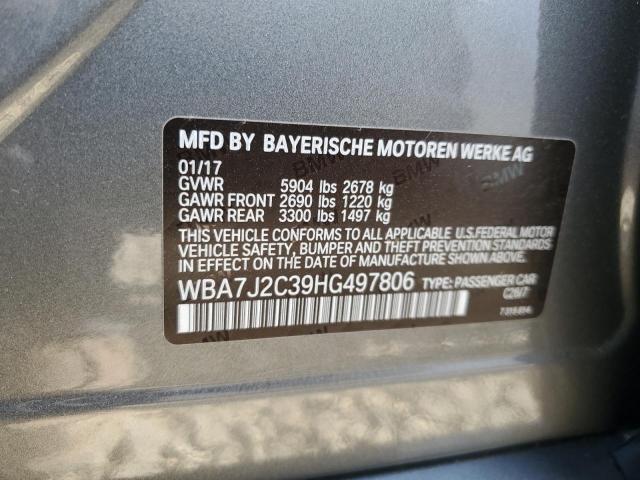 MFD BY BAYERISCHE MOTOREN WERKE AG
01/17
GVWR 5904 lbs 2678 kg
GAWR FRONT 2690 lbs 1220 kg
GAWR REAR 3300 lbs 1497 kg
THIS VEHICLE CONFORMS TO ALL APPLICABLE U.S.FEDERAL MOTOR
VEHICLE SAFETY, BUMPER AND THEFT PREVENTION STANDARDS
IN EFFECT ON THE DATE OF MANUFACTURE SHOWN ABOVE.
WBA7J2C39HG497806 TYPE: PASSENGER CAR